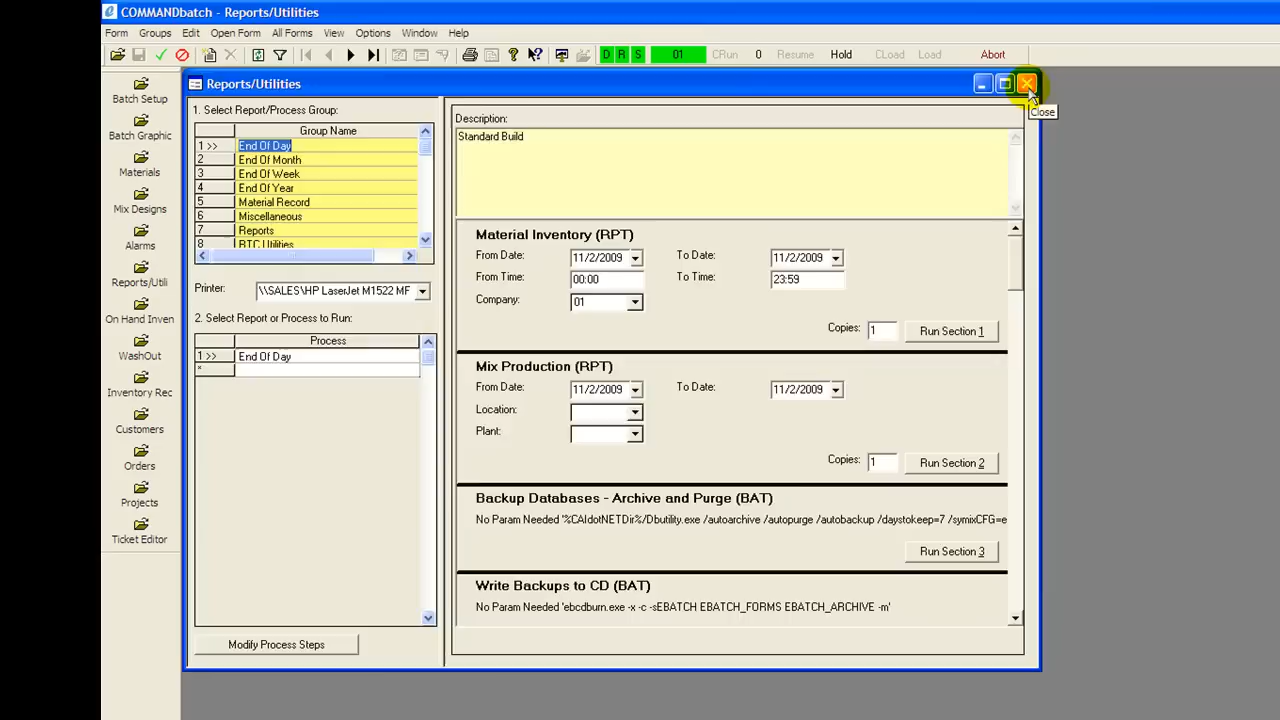 COMMANDbatch - Reports/Utilities
Form Groups Edit Open Form All Forms View Options Window Help
D R S 01 CRun 0 Resume Hold CLoad Load Abort
Batch Setup
Batch Graphic
Materials
Mix Designs
Alarms
Reports/Utili
On Hand Inven
WashOut
Inventory Rec
Customers
Orders
Projects
Ticket Editor
Reports/Utilities
Close
1. Select Report/Process Group:
Group Name
1 >> End Of Day
2 End Of Month
3 End Of Week
4 End Of Year
5 Material Record
6 Miscellaneous
7 Reports
8 RTC Utilities
Printer: \\SALES\HP LaserJet M1522 MF
2. Select Report or Process to Run:
Process
1 >> End Of Day
*
Modify Process Steps
Description:
Standard Build
Material Inventory (RPT)
From Date: 11/2/2009 To Date: 11/2/2009
From Time: 00:00 To Time: 23:59
Company: 01
Copies: 1 Run Section 1
Mix Production (RPT)
From Date: 11/2/2009 To Date: 11/2/2009
Location:
Plant:
Copies: 1 Run Section 2
Backup Databases - Archive and Purge (BAT)
No Param Needed '%CAIdotNETDir%/Dbutility.exe /autoarchive /autopurge /autobackup /daystokeep=7 /symixCFG=e
Run Section 3
Write Backups to CD (BAT)
No Param Needed 'ebcdburn.exe -x -c -sEBATCH EBATCH_FORMS EBATCH_ARCHIVE -m'